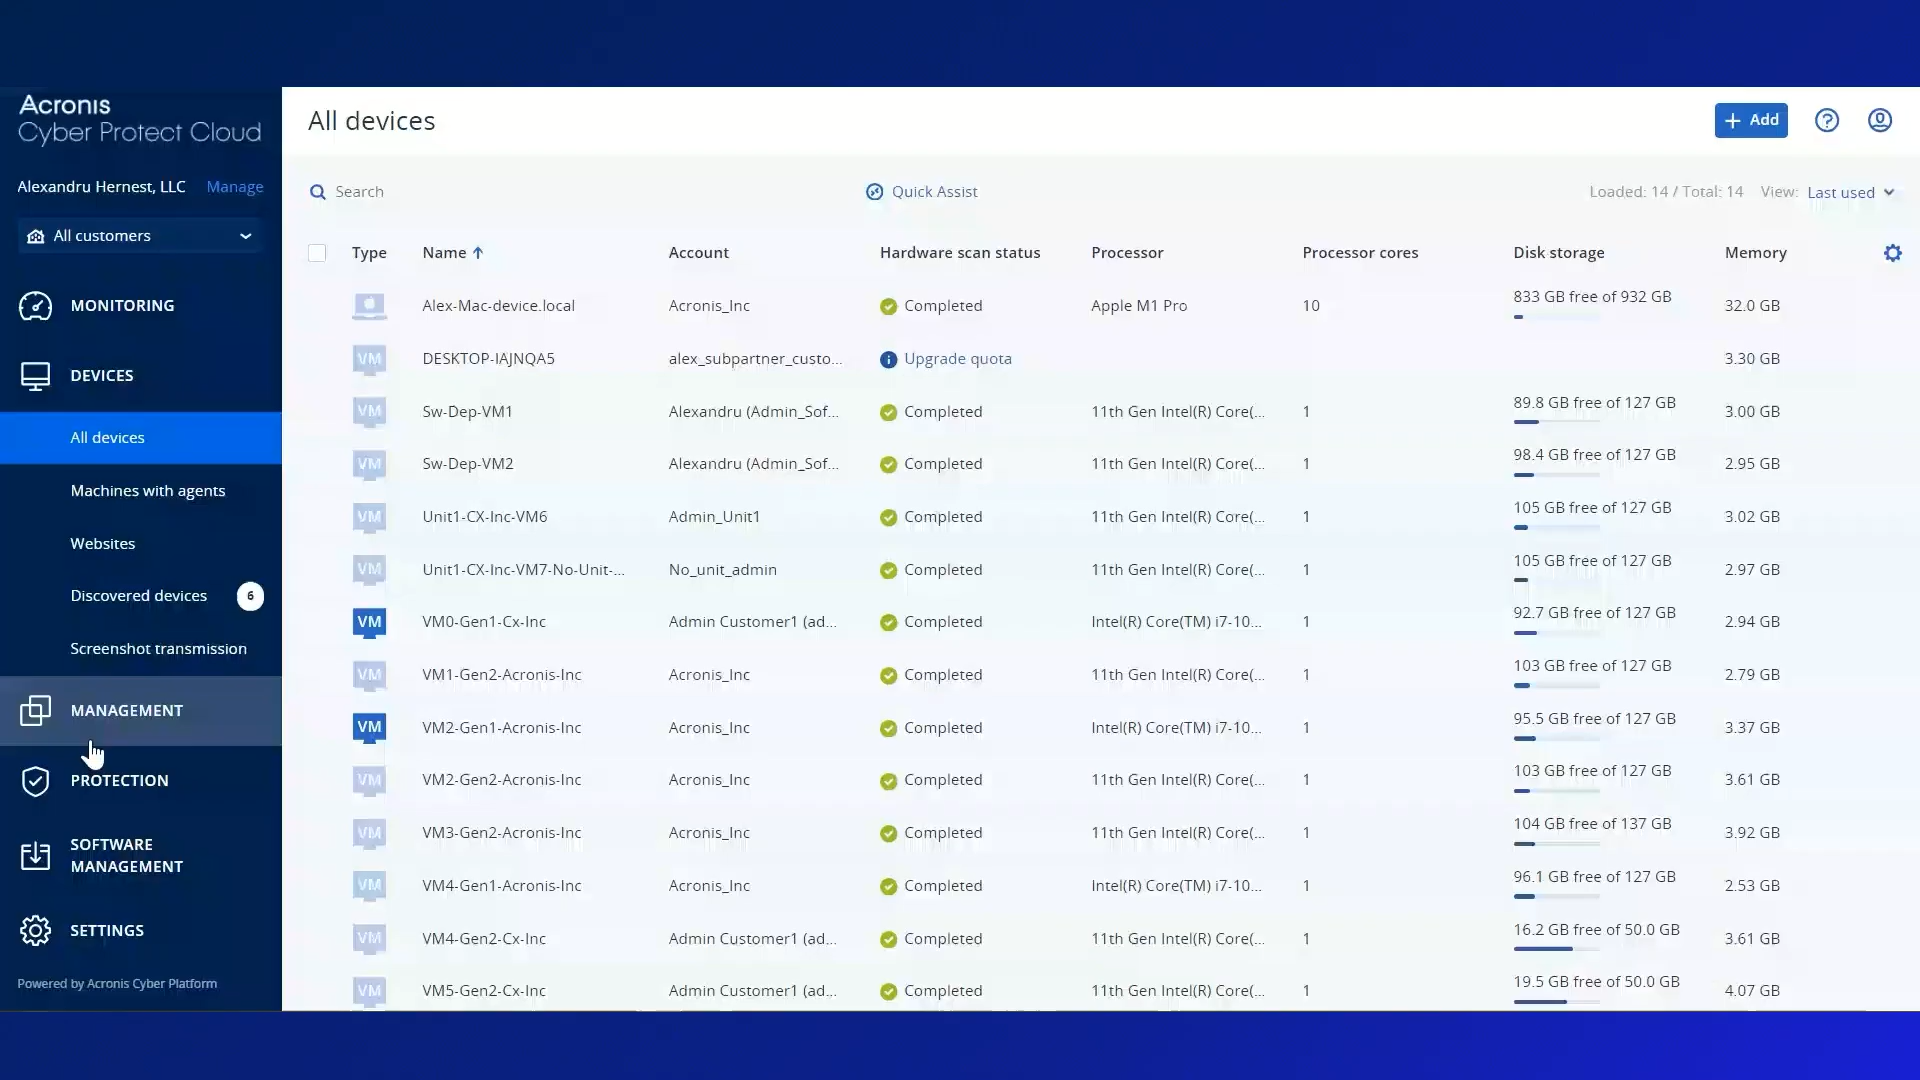 Acronis
Cyber Protect Cloud
Alexandru Hernest, LLC Manage
All customers
MONITORING
DEVICES
All devices
Machines with agents
Websites
Discovered devices 6
Screenshot transmission
MANAGEMENT
PROTECTION
SOFTWARE
MANAGEMENT
SETTINGS
Powered by Acronis Cyber Platform
All devices
+ Add
Search
Quick Assist
Loaded: 14 / Total: 14 View: Last used
Type Name Account Hardware scan status Processor Processor cores Disk storage Memory
Alex-Mac-device.local Acronis_Inc Completed Apple M1 Pro 10 833 GB free of 932 GB 32.0 GB
VM DESKTOP-IAJNQA5 alex_subpartner_custo... Upgrade quota 3.30 GB
VM Sw-Dep-VM1 Alexandru (Admin_Sof... Completed 11th Gen Intel(R) Core(... 1 89.8 GB free of 127 GB 3.00 GB
VM Sw-Dep-VM2 Alexandru (Admin_Sof... Completed 11th Gen Intel(R) Core(... 1 98.4 GB free of 127 GB 2.95 GB
VM Unit1-CX-Inc-VM6 Admin_Unit1 Completed 11th Gen Intel(R) Core(... 1 105 GB free of 127 GB 3.02 GB
VM Unit1-CX-Inc-VM7-No-Unit-... No_unit_admin Completed 11th Gen Intel(R) Core(... 1 105 GB free of 127 GB 2.97 GB
VM VM0-Gen1-Cx-Inc Admin Customer1 (ad... Completed Intel(R) Core(TM) i7-10... 1 92.7 GB free of 127 GB 2.94 GB
VM VM1-Gen2-Acronis-Inc Acronis_Inc Completed 11th Gen Intel(R) Core(... 1 103 GB free of 127 GB 2.79 GB
VM VM2-Gen1-Acronis-Inc Acronis_Inc Completed Intel(R) Core(TM) i7-10... 1 95.5 GB free of 127 GB 3.37 GB
VM VM2-Gen2-Acronis-Inc Acronis_Inc Completed 11th Gen Intel(R) Core(... 1 103 GB free of 127 GB 3.61 GB
VM VM3-Gen2-Acronis-Inc Acronis_Inc Completed 11th Gen Intel(R) Core(... 1 104 GB free of 137 GB 3.92 GB
VM VM4-Gen1-Acronis-Inc Acronis_Inc Completed Intel(R) Core(TM) i7-10... 1 96.1 GB free of 127 GB 2.53 GB
VM VM4-Gen2-Cx-Inc Admin Customer1 (ad... Completed 11th Gen Intel(R) Core(... 1 16.2 GB free of 50.0 GB 3.61 GB
VM VM5-Gen2-Cx-Inc Admin Customer1 (ad... Completed 11th Gen Intel(R) Core(... 1 19.5 GB free of 50.0 GB 4.07 GB